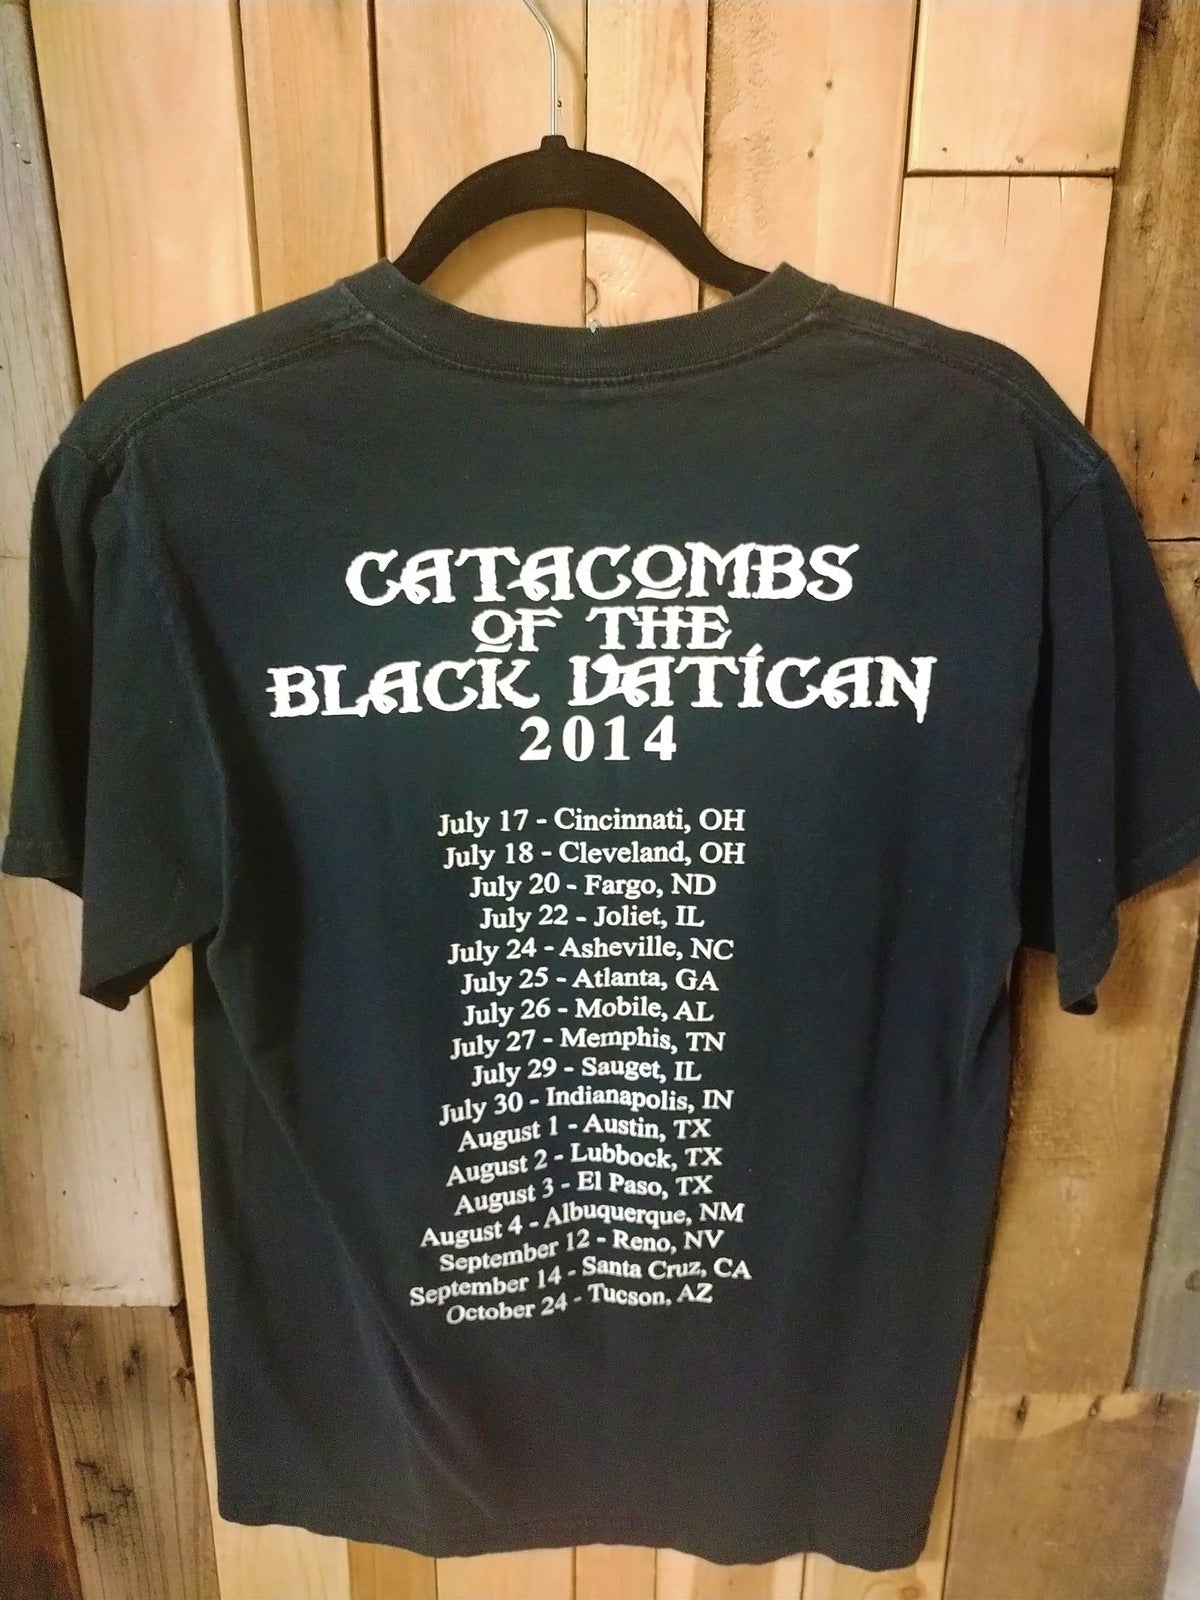 CATACOMBS
OF THE
BLACK VATICAN
2014
July 17 - Cincinnati, OH
July 18 - Cleveland, OH
July 20 - Fargo, ND
July 22 - Joliet, IL
July 24 - Asheville, NC
July 25 - Atlanta, GA
July 26 - Mobile, AL
July 27 - Memphis, TN
July 29 - Sauget, IL
July 30 - Indianapolis, IN
August 1 - Austin, TX
August 2 - Lubbock, TX
August 3 - El Paso, TX
August 4 - Albuquerque, NM
September 12 - Reno, NV
September 14 - Santa Cruz, CA
October 24 - Tucson, AZ